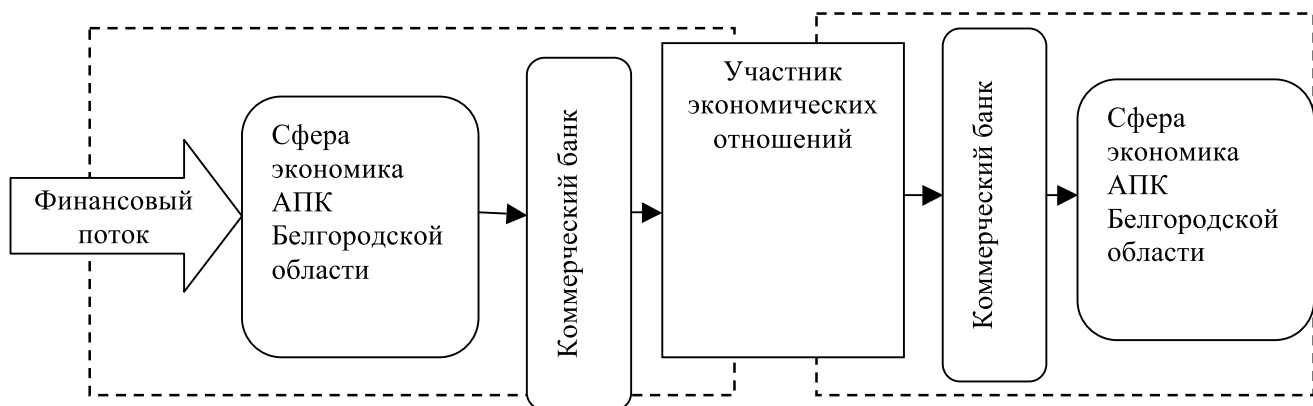 Финансовый
поток
Сфера
экономика
АПК
Белгородской
области
Коммерческий банк
Участник
экономических
отношений
Коммерческий банк
Сфера
экономика
АПК
Белгородской
области